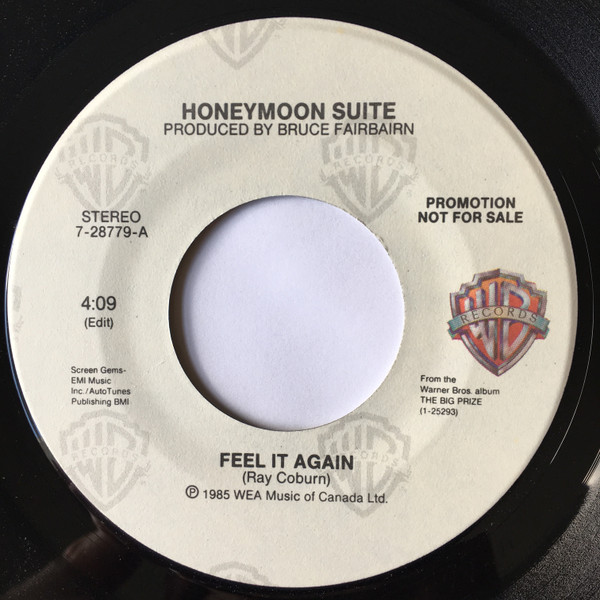 HONEYMOON SUITE
PRODUCED BY BRUCE FAIRBAIRN
STEREO
7-28779-A
PROMOTION
NOT FOR SALE
4:09
(Edit)
WB
RECORDS
Screen Gems-
EMI Music
Inc./AutoTunes
Publishing BMI
From the
Warner Bros. album
THE BIG PRIZE
(1-25293)
FEEL IT AGAIN
(Ray Coburn)
℗ 1985 WEA Music of Canada Ltd.